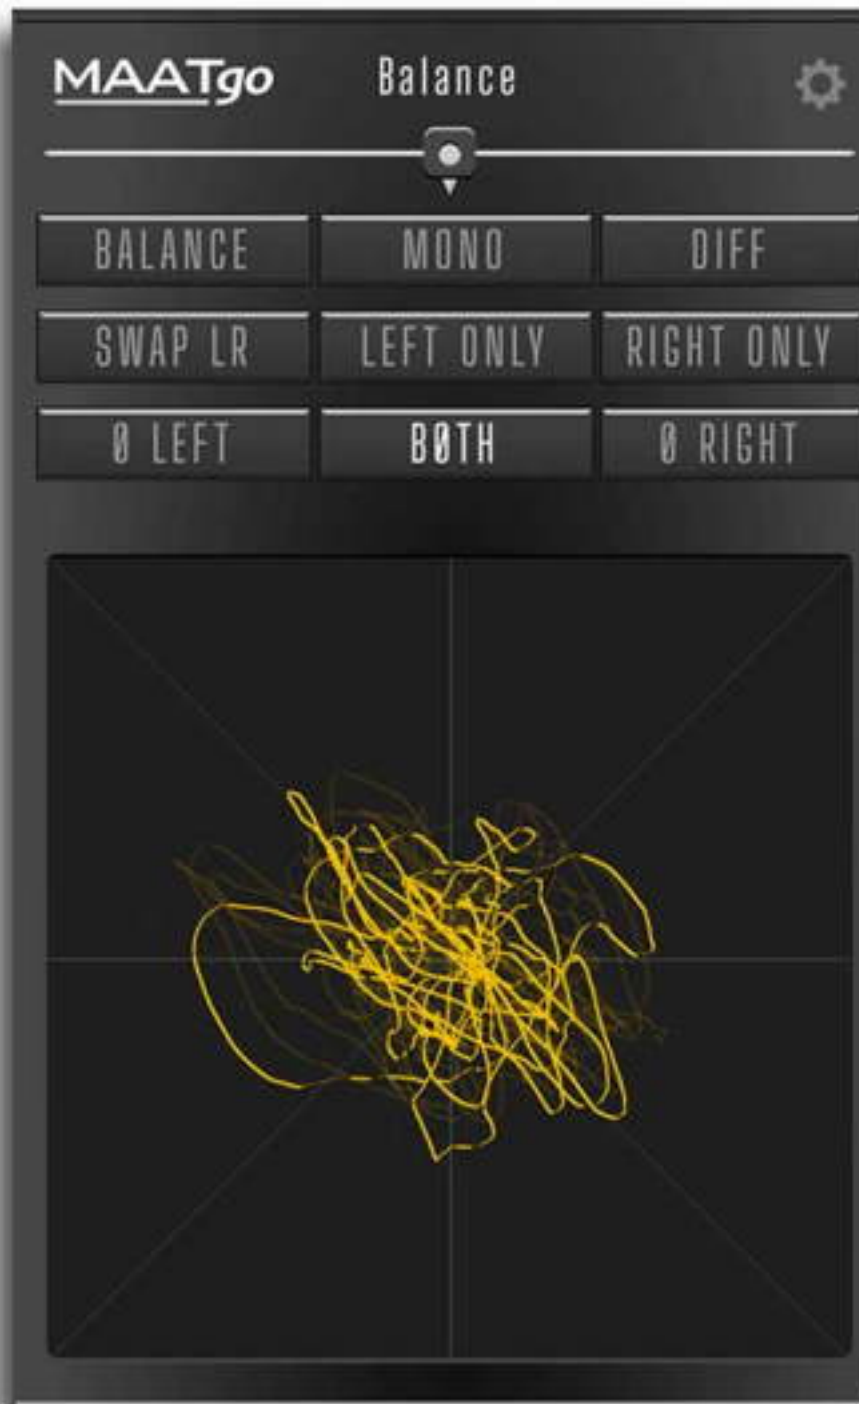 MAATgo Balance
BALANCE MONO DIFF
SWAP LR LEFT ONLY RIGHT ONLY
Ø LEFT BØTH Ø RIGHT